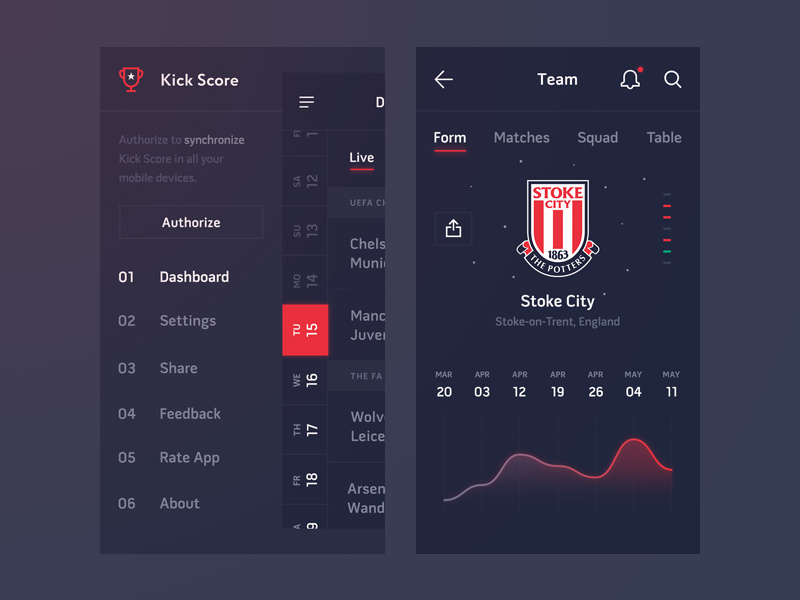 Kick Score
Authorize to synchronize
Kick Score in all your
mobile devices.
Authorize
01 Dashboard
02 Settings
03 Share
04 Feedback
05 Rate App
06 About
D
Live
SA 12
SU 13
MO 14
TU 15
WE 16
TH 17
FR 18
UEFA CH
Chels
Munic
Manc
Juver
THE FA
Wolv
Leice
Arsen
Wand
Team
Form Matches Squad Table
STOKE
CITY
1863
THE POTTERS
Stoke City
Stoke-on-Trent, England
MAR APR APR APR APR MAY MAY
20 03 12 19 26 04 11